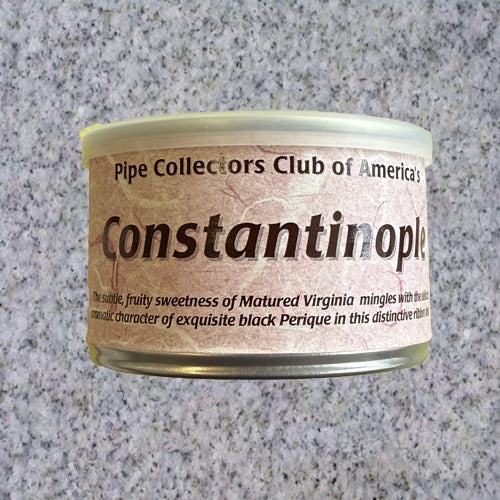 Pipe Collectors Club of America's
Constantinople
The subtle, fruity sweetness of Matured Virginia mingles with the
aromatic character of exquisite black Perique in this distinctive ribbon